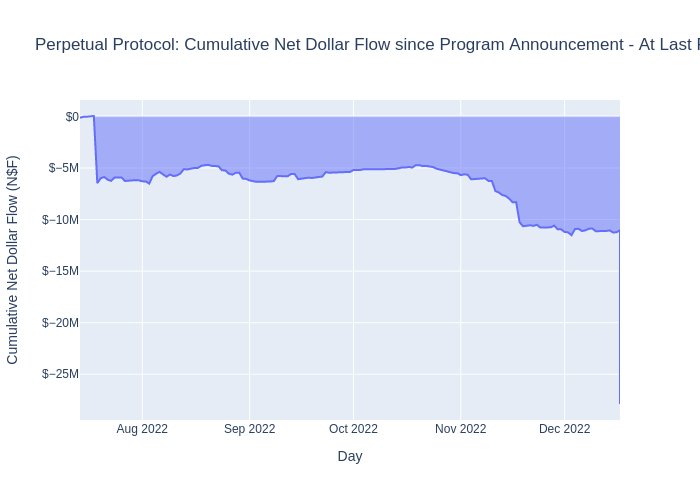 Perpetual Protocol: Cumulative Net Dollar Flow since Program Announcement - At Last
$0
$−5M
$−10M
$−15M
$−20M
$−25M
Cumulative Net Dollar Flow (N$F)
Aug 2022
Sep 2022
Oct 2022
Nov 2022
Dec 2022
Day